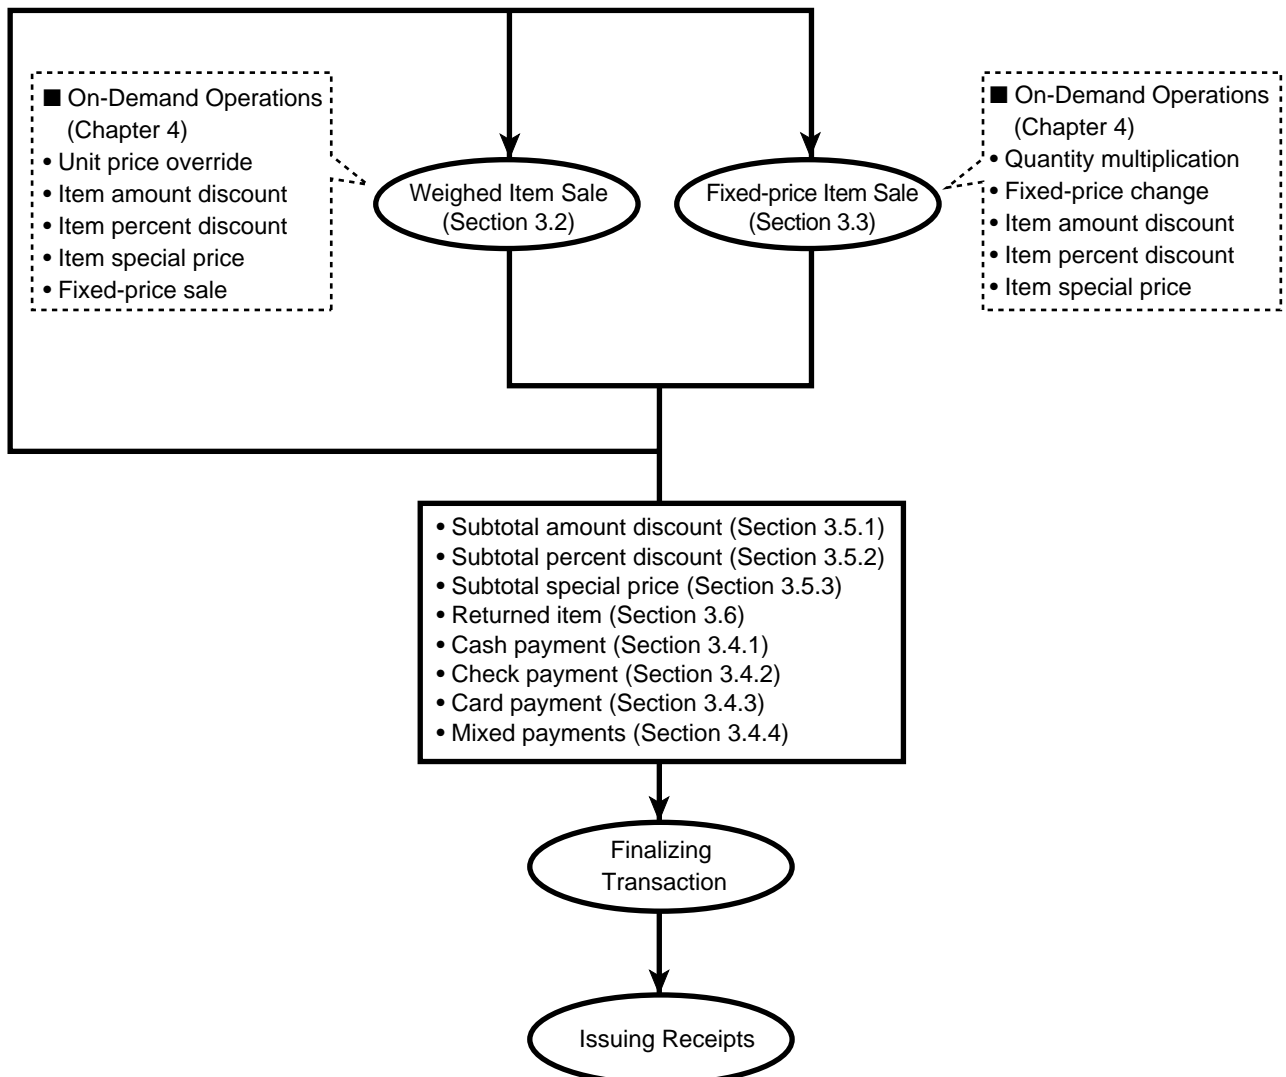 ■ On-Demand Operations
(Chapter 4)
• Unit price override
• Item amount discount
• Item percent discount
• Item special price
• Fixed-price sale
Weighed Item Sale
(Section 3.2)
Fixed-price Item Sale
(Section 3.3)
■ On-Demand Operations
(Chapter 4)
• Quantity multiplication
• Fixed-price change
• Item amount discount
• Item percent discount
• Item special price
• Subtotal amount discount (Section 3.5.1)
• Subtotal percent discount (Section 3.5.2)
• Subtotal special price (Section 3.5.3)
• Returned item (Section 3.6)
• Cash payment (Section 3.4.1)
• Check payment (Section 3.4.2)
• Card payment (Section 3.4.3)
• Mixed payments (Section 3.4.4)
Finalizing
Transaction
Issuing Receipts